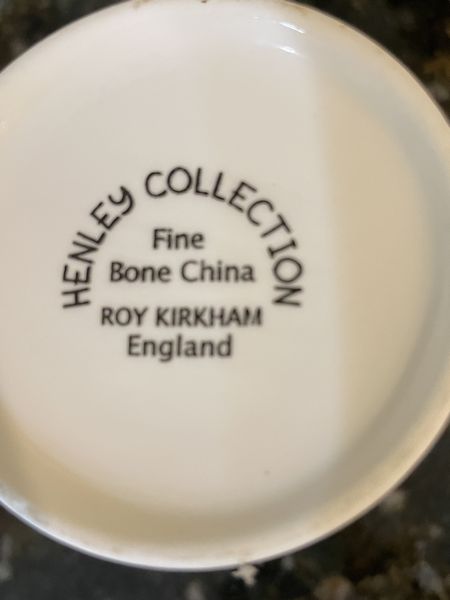 HENLEY COLLECTION
Fine
Bone China
ROY KIRKHAM
England